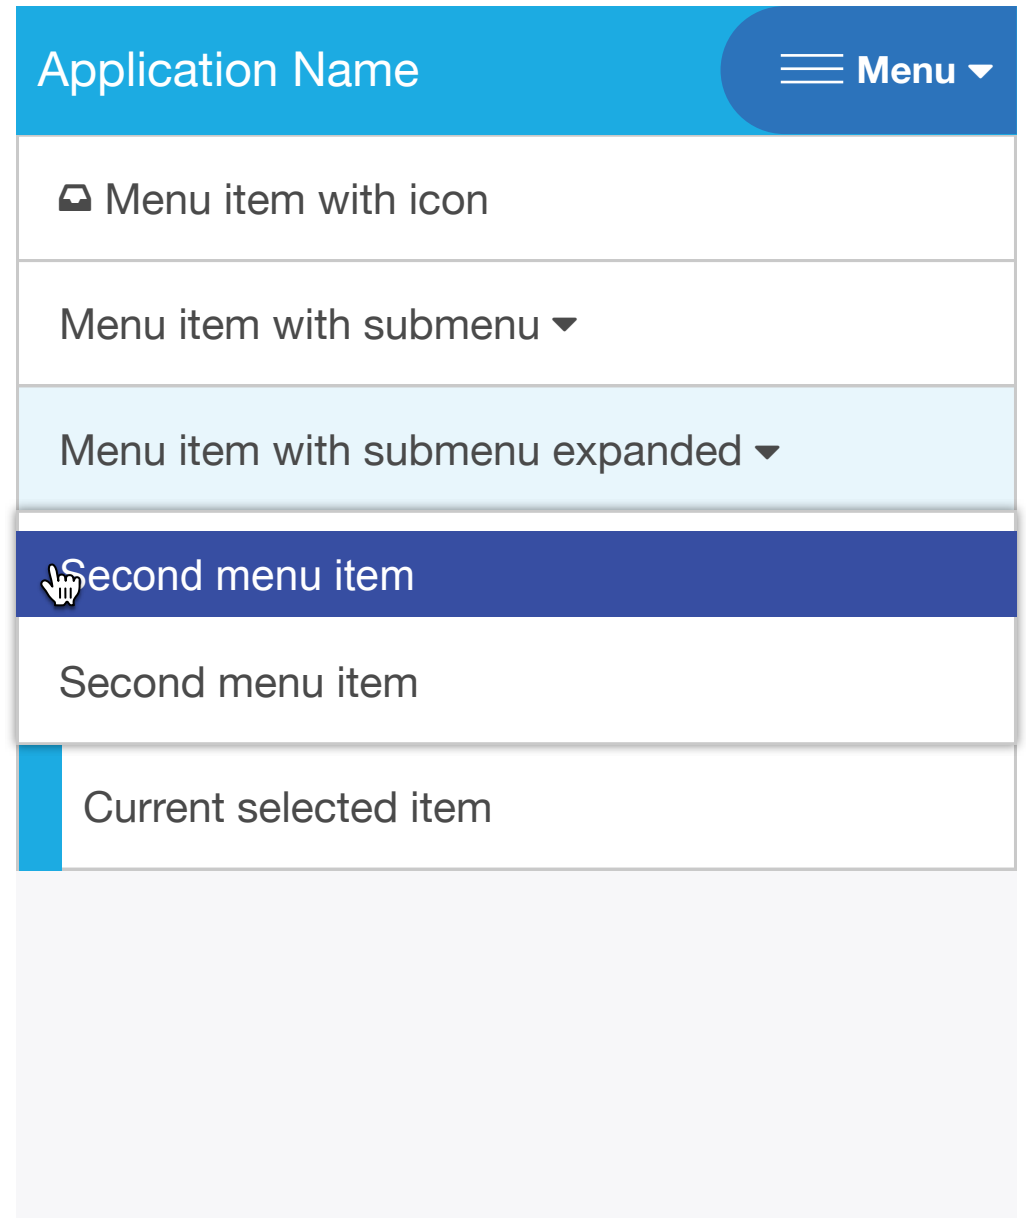 Application Name
Menu
Menu item with icon
Menu item with submenu
Menu item with submenu expanded
Second menu item
Second menu item
Current selected item